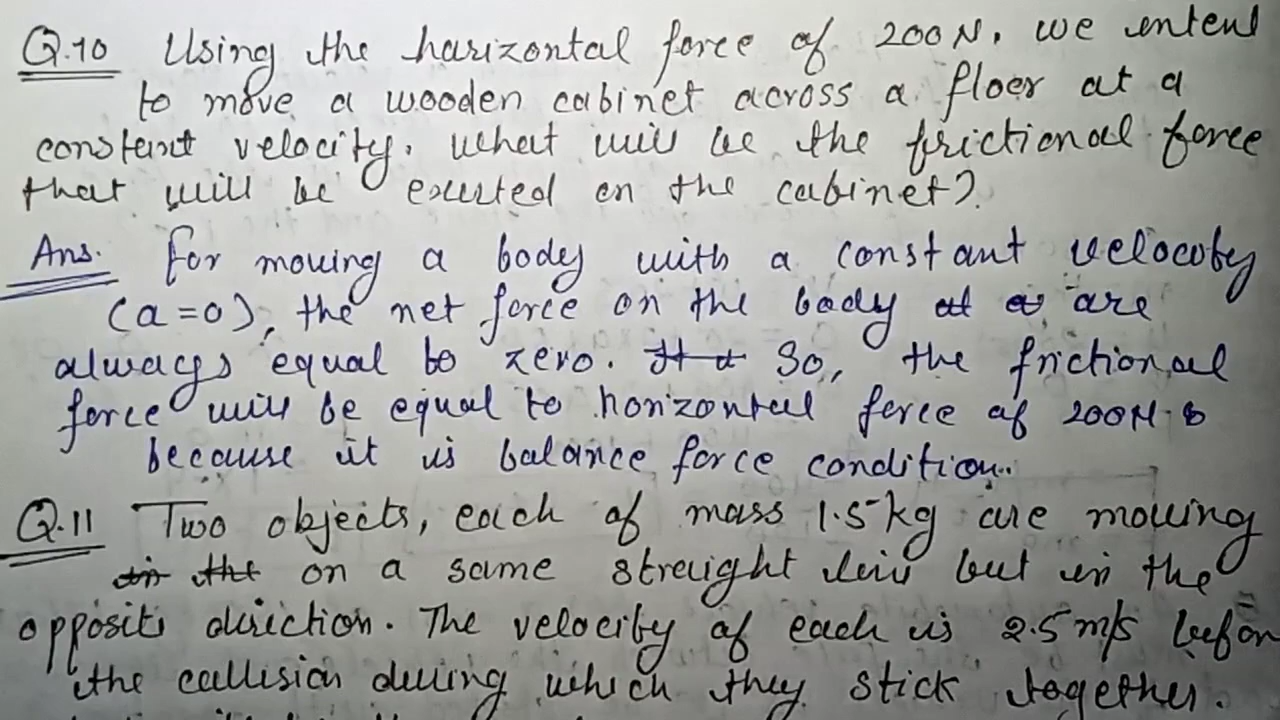 Q.10 Using the harizontal force of 200N, we entend
to move a wooden cabinet across a floer at a
constant velocity. What will be the frictional force
that will be exerted on the cabinet?
Ans. For moving a body with a constant velocoty
(a=0), the net force on the body are
always equal to zero. So, the frictional
force will be equal to horizontal force of 200N
because it is balance force condition.
Q.11 Two objects, each of mass 1.5kg are moving
on a same straight line but in the
opposite direction. The velocity of each is 2.5 m/s befor
the collision during which they stick together.